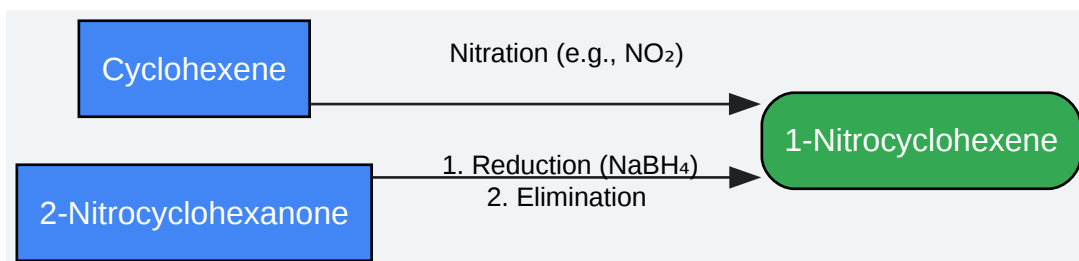 Cyclohexene
Nitration (e.g., NO₂)
1-Nitrocyclohexene
1. Reduction (NaBH₄)
2. Elimination
2-Nitrocyclohexanone